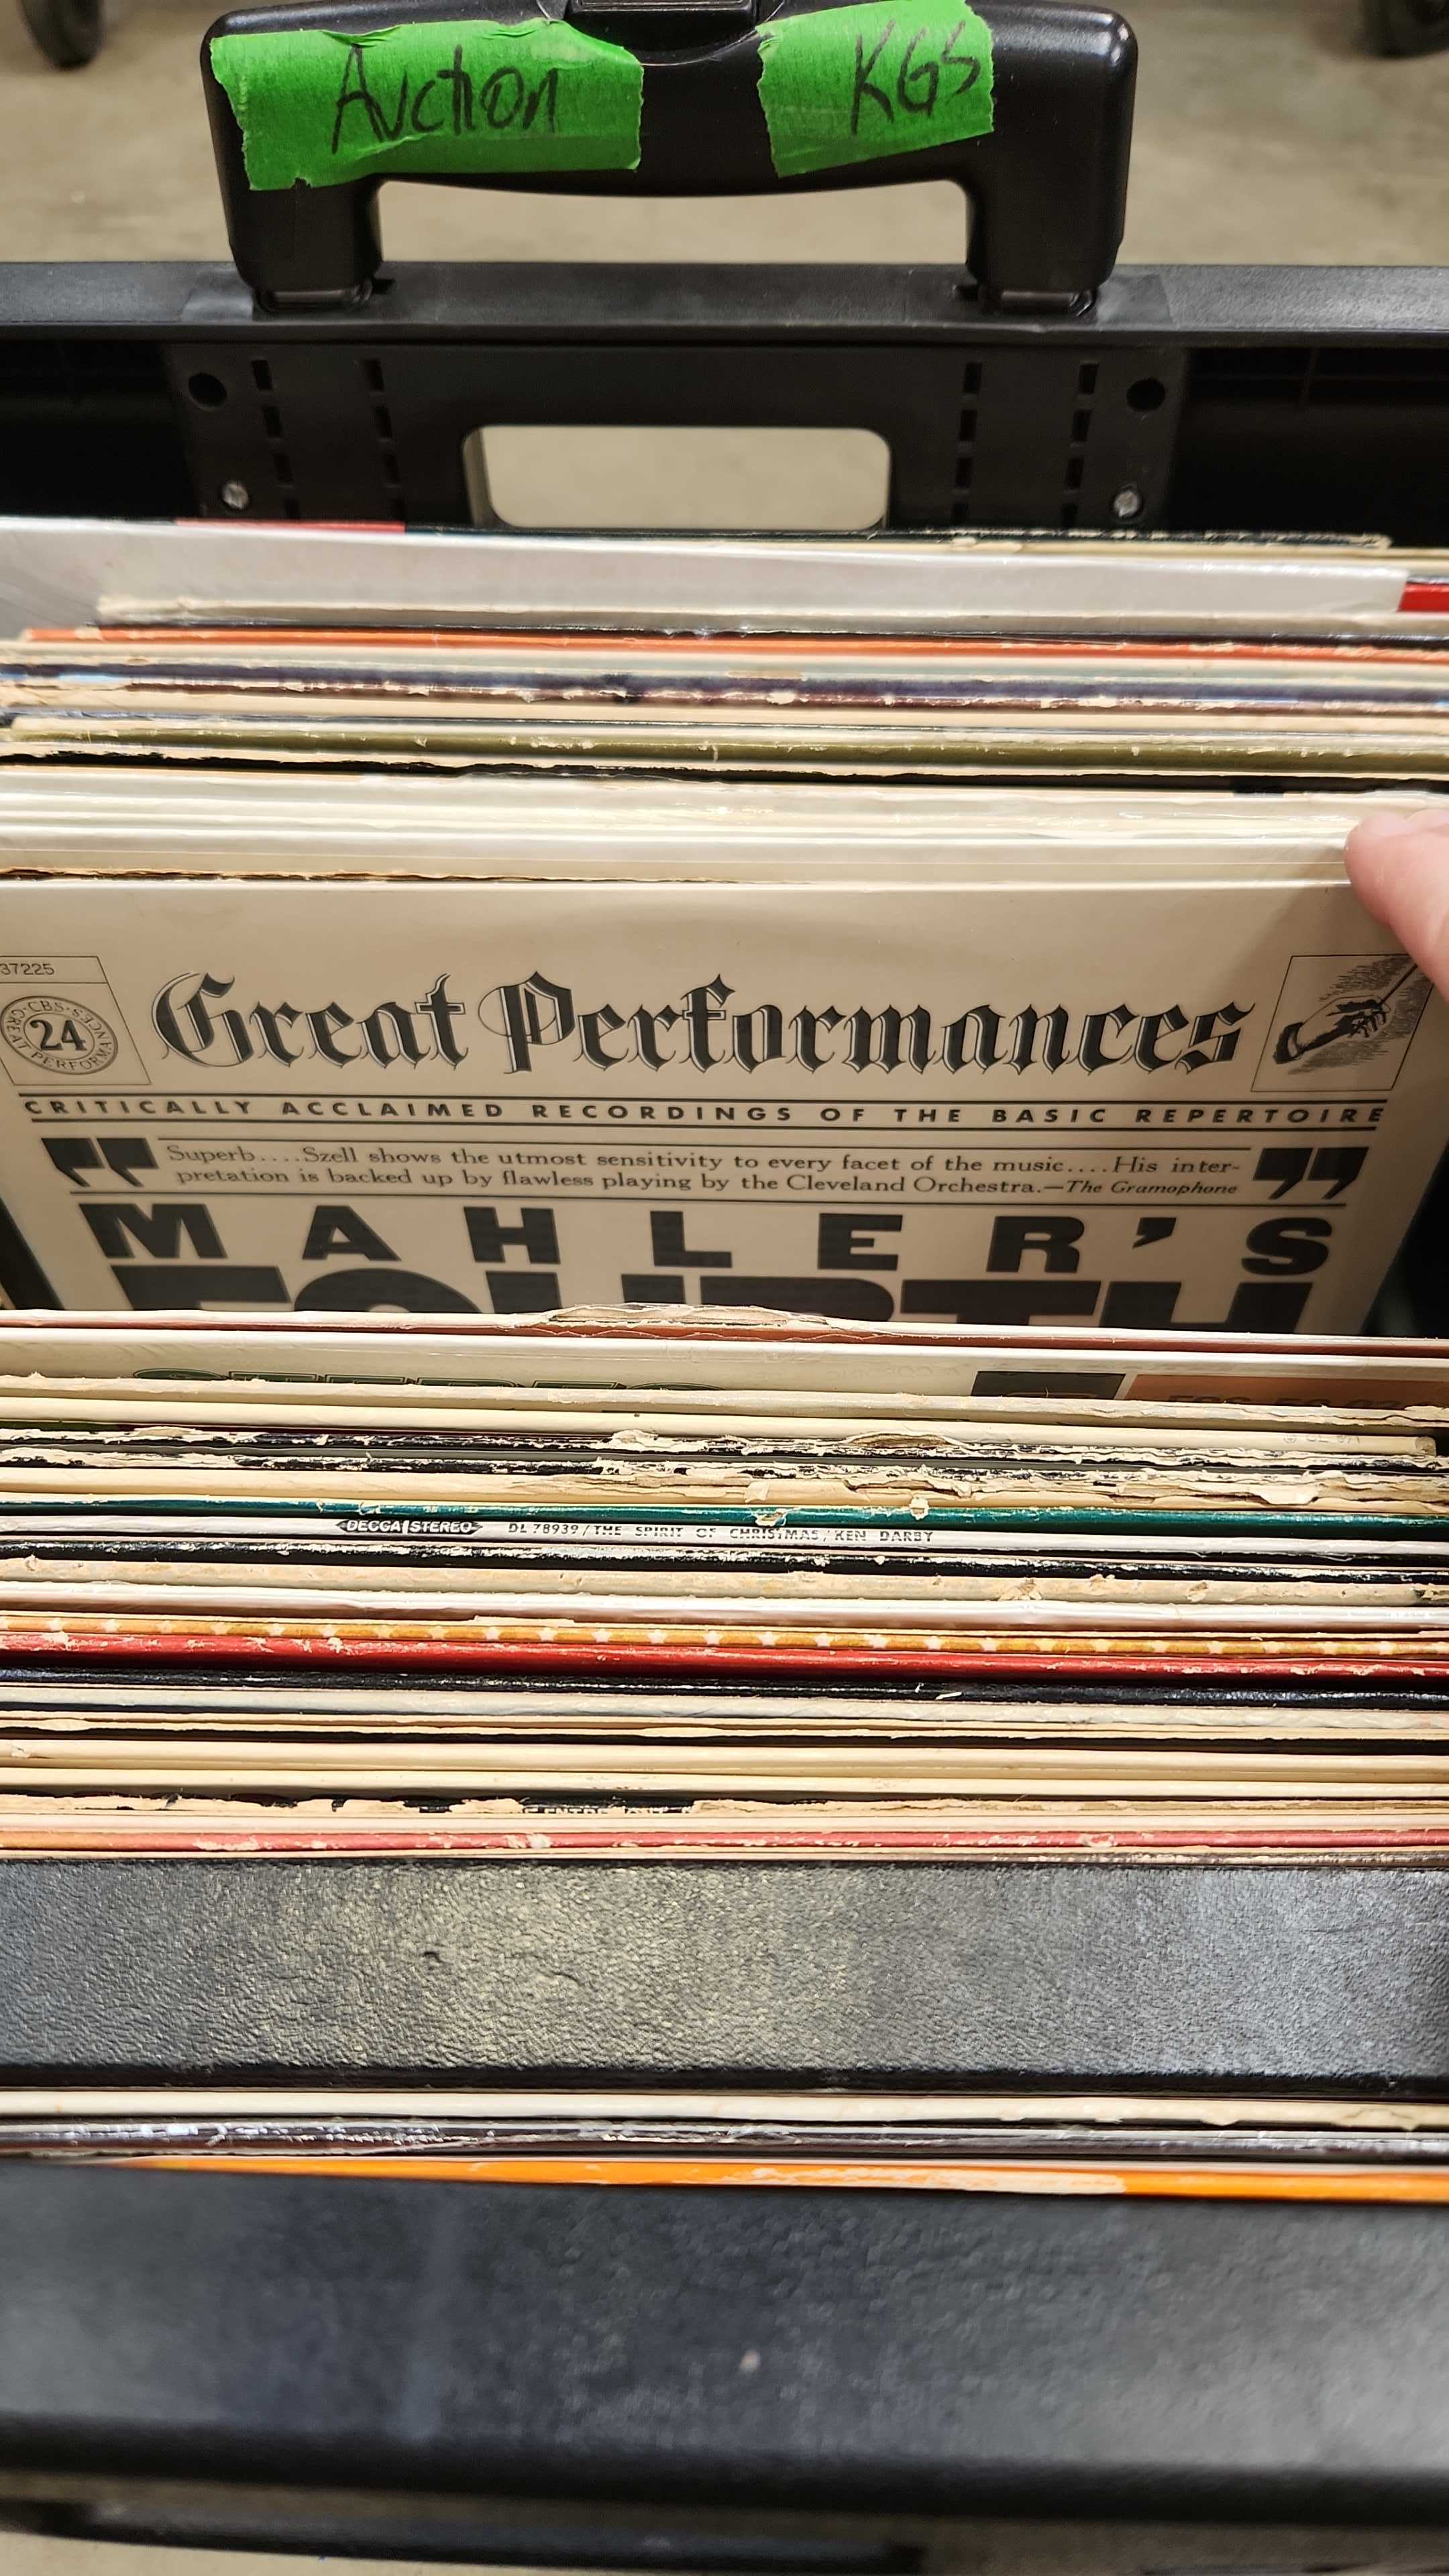 Auction KGS
37225
CBS GREAT PERFORMANCES
24
Great Performances
CRITICALLY ACCLAIMED RECORDINGS OF THE BASIC REPERTOIRE
" Superb....Szell shows the utmost sensitivity to every facet of the music....His inter-
pretation is backed up by flawless playing by the Cleveland Orchestra.—The Gramophone "
MAHLER'S
FOURTH
STEREO
DECCA STEREO DL 78939/THE SPIRIT OF CHRISTMAS/KEN DARBY